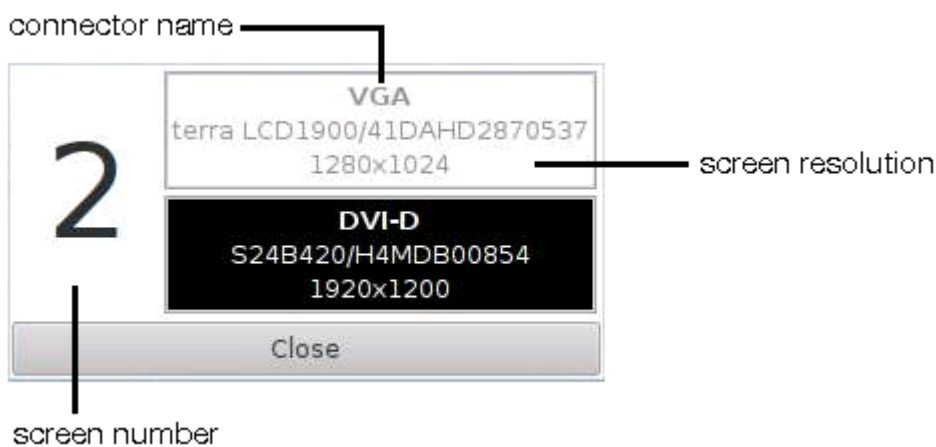 connector name
VGA
terra LCD1900/41DAHD2870537
1280x1024
screen resolution
2
DVI-D
S24B420/H4MDB00854
1920x1200
Close
screen number